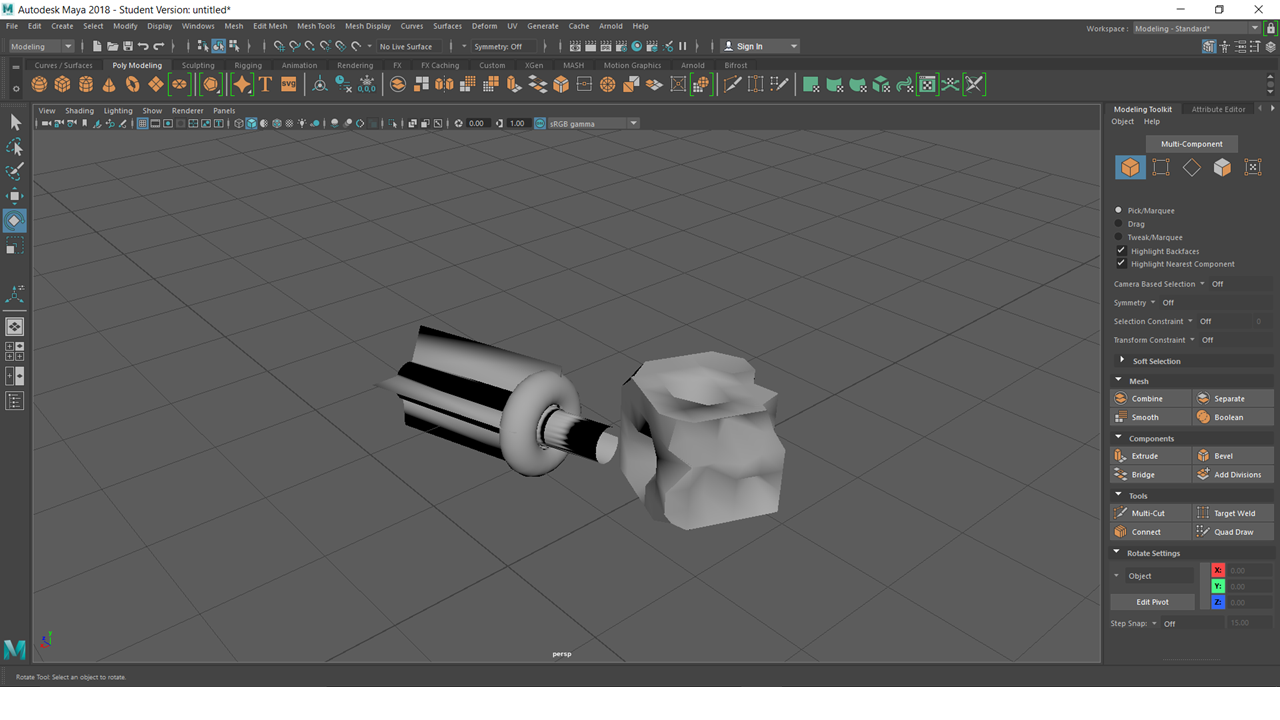 Autodesk Maya 2018 - Student Version: untitled*
File Edit Create Select Modify Display Windows Mesh Edit Mesh Mesh Tools Mesh Display Curves Surfaces Deform UV Generate Cache Arnold Help
Workspace: Modeling - Standard*
Modeling No Live Surface Symmetry: Off Sign In
Curves / Surfaces Poly Modeling Sculpting Rigging Animation Rendering FX FX Caching Custom XGen MASH Motion Graphics Arnold Bifrost
T SVG 0,0,0
View Shading Lighting Show Renderer Panels
0.00 1.00 sRGB gamma
persp
Modeling Toolkit Attribute Editor
Object Help
Multi-Component
Pick/Marquee
Drag
Tweak/Marquee
Highlight Backfaces
Highlight Nearest Component
Camera Based Selection Off
Symmetry Off
Selection Constraint Off 0
Transform Constraint Off
Soft Selection
Mesh
Combine Separate
Smooth Boolean
Components
Extrude Bevel
Bridge Add Divisions
Tools
Multi-Cut Target Weld
Connect Quad Draw
Rotate Settings
Object
X: 0.00
Y: 0.00
Z: 0.00
Edit Pivot
Step Snap: Off 15.00
Rotate Tool: Select an object to rotate.